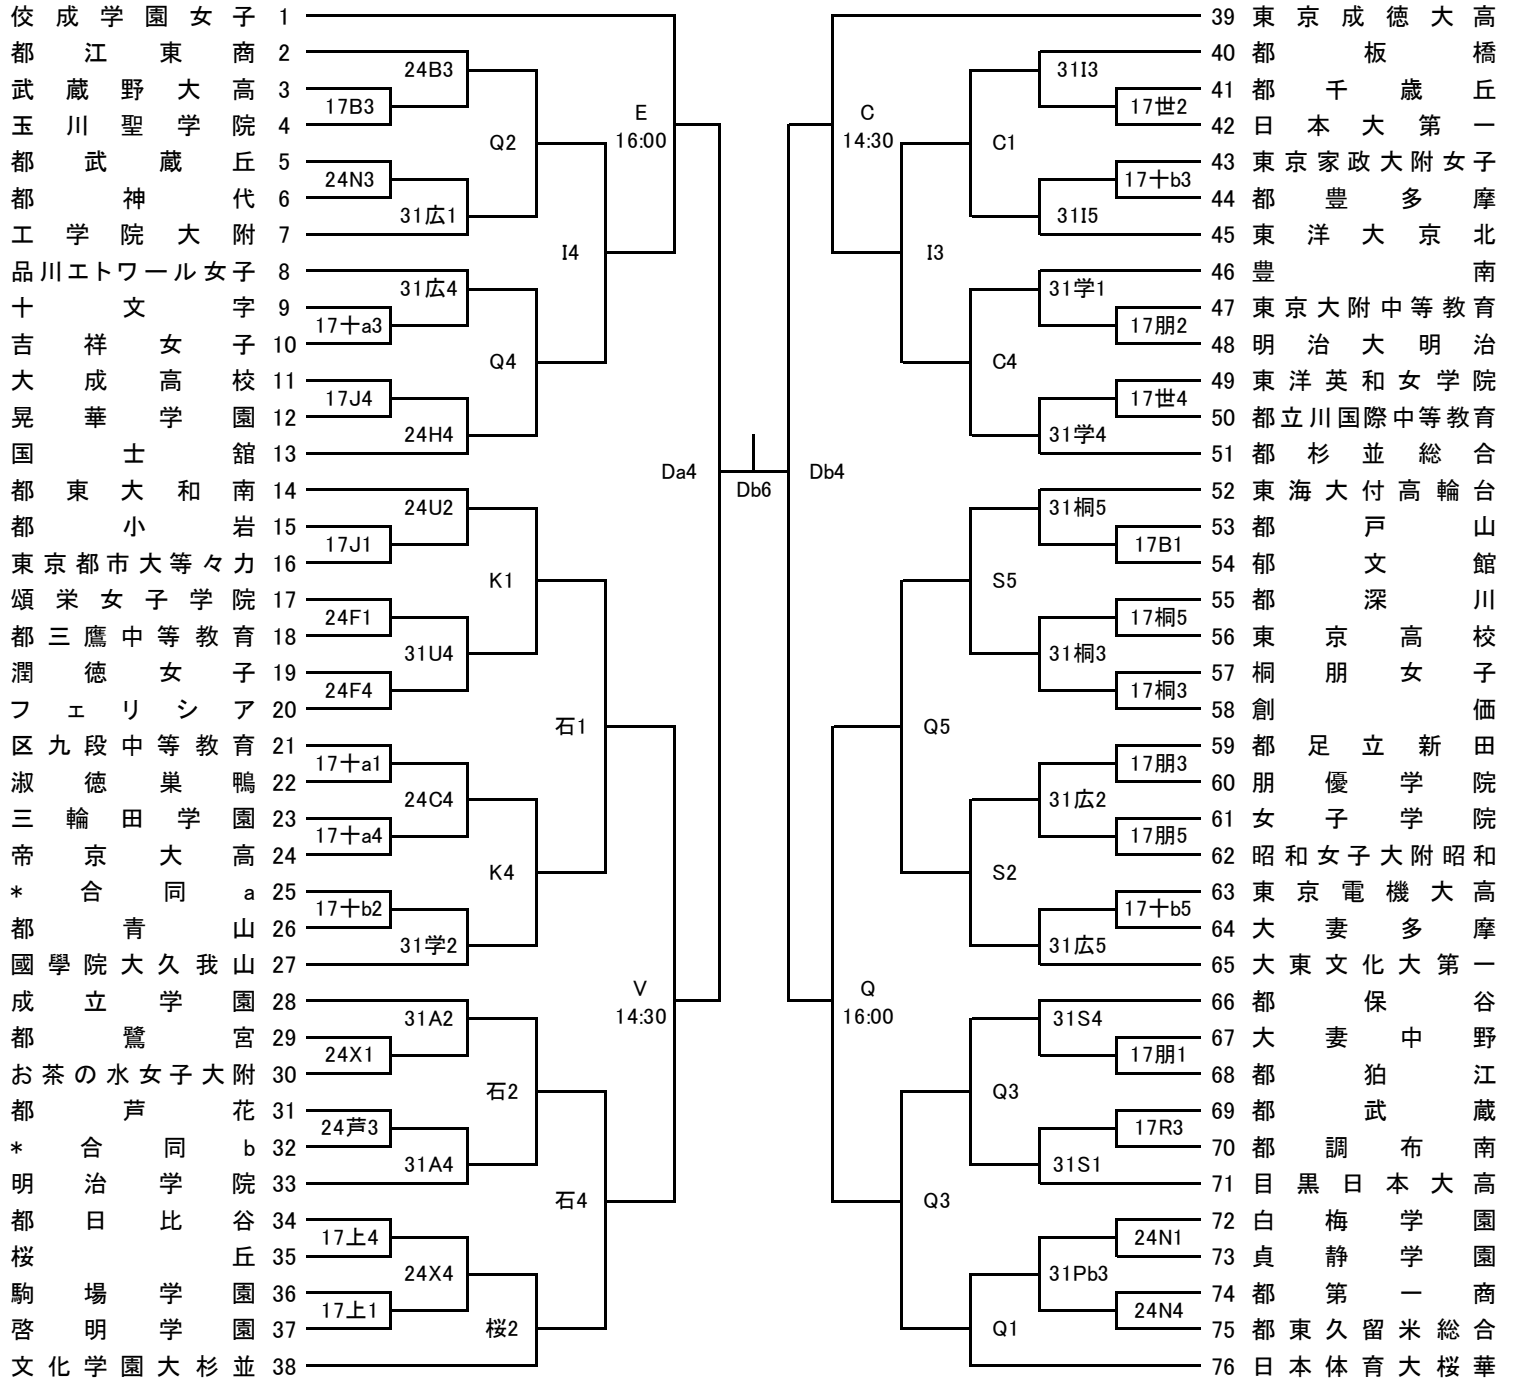 佼成学園女子 1
都江東商 2
24B3
武蔵野大高 3
17B3
玉川聖学院 4
Q2
都武蔵丘 5
24N3
都神代 6
31広1
工学院大附 7
E
16:00
I4
品川エトワール女子 8
31広4
十文字 9
17十a3
吉祥女子 10
Q4
大成高校 11
17J4
晃華学園 12
24H4
国士舘 13
Da4
都東大和南 14
24U2
都小岩 15
17J1
東京都市大等々力 16
K1
頌栄女子学院 17
24F1
都三鷹中等教育 18
31U4
潤徳女子 19
24F4
フェリシア 20
石1
区九段中等教育 21
17十a1
淑徳巣鴨 22
24C4
三輪田学園 23
17十a4
帝京大高 24
K4
*合同a 25
17十b2
都青山 26
31学2
國學院大久我山 27
V
14:30
成立学園 28
31A2
都鷺宮 29
24X1
お茶の水女子大附 30
石2
都芦花 31
24芦3
*合同b 32
31A4
明治学院 33
石4
都日比谷 34
17上4
桜丘 35
24X4
駒場学園 36
17上1
啓明学園 37
桜2
文化学園大杉並 38
Db6
39 東京成徳大高
40 都板橋
31I3
41 都千歳丘
17世2
42 日本大第一
C1
43 東京家政大附女子
17十b3
44 都豊多摩
31I5
45 東洋大京北
C
14:30
I3
46 豊南
31学1
47 東京大附中等教育
17朋2
48 明治大明治
C4
49 東洋英和女学院
17世4
50 都立川国際中等教育
31学4
51 都杉並総合
Db4
52 東海大付高輪台
31桐5
53 都戸山
17B1
54 郁文館
S5
55 都深川
17桐5
56 東京高校
31桐3
57 桐朋女子
17桐3
58 創価
Q5
59 都足立新田
17朋3
60 朋優学院
31広2
61 女子学院
17朋5
62 昭和女子大附昭和
S2
63 東京電機大高
17十b5
64 大妻多摩
31広5
65 大東文化大第一
Q
16:00
66 都保谷
31S4
67 大妻中野
17朋1
68 都狛江
Q3
69 都武蔵
17R3
70 都調布南
31S1
71 目黒日本大高
Q3
72 白梅学園
24N1
73 貞静学園
31Pb3
74 都第一商
24N4
75 都東久留米総合
Q1
76 日本体育大桜華